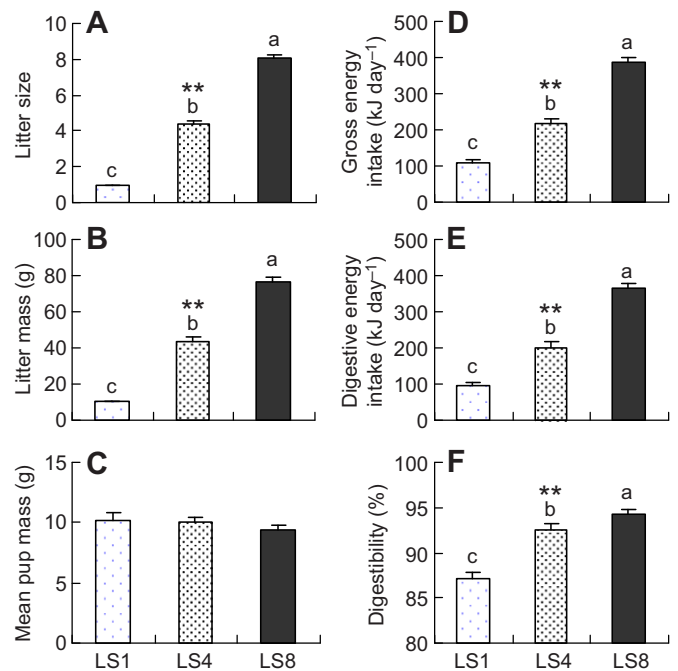 A
Litter size
10
8
6
4
2
0
c
**
b
a
B
Litter mass (g)
100
80
60
40
20
0
c
**
b
a
C
Mean pup mass (g)
15
10
5
0
LS1 LS4 LS8
D
Gross energy
intake (kJ day–1)
500
400
300
200
100
0
c
**
b
a
E
Digestive energy
intake (kJ day–1)
500
400
300
200
100
0
c
**
b
a
F
Digestibility (%)
100
95
90
85
80
c
**
b
a
LS1 LS4 LS8